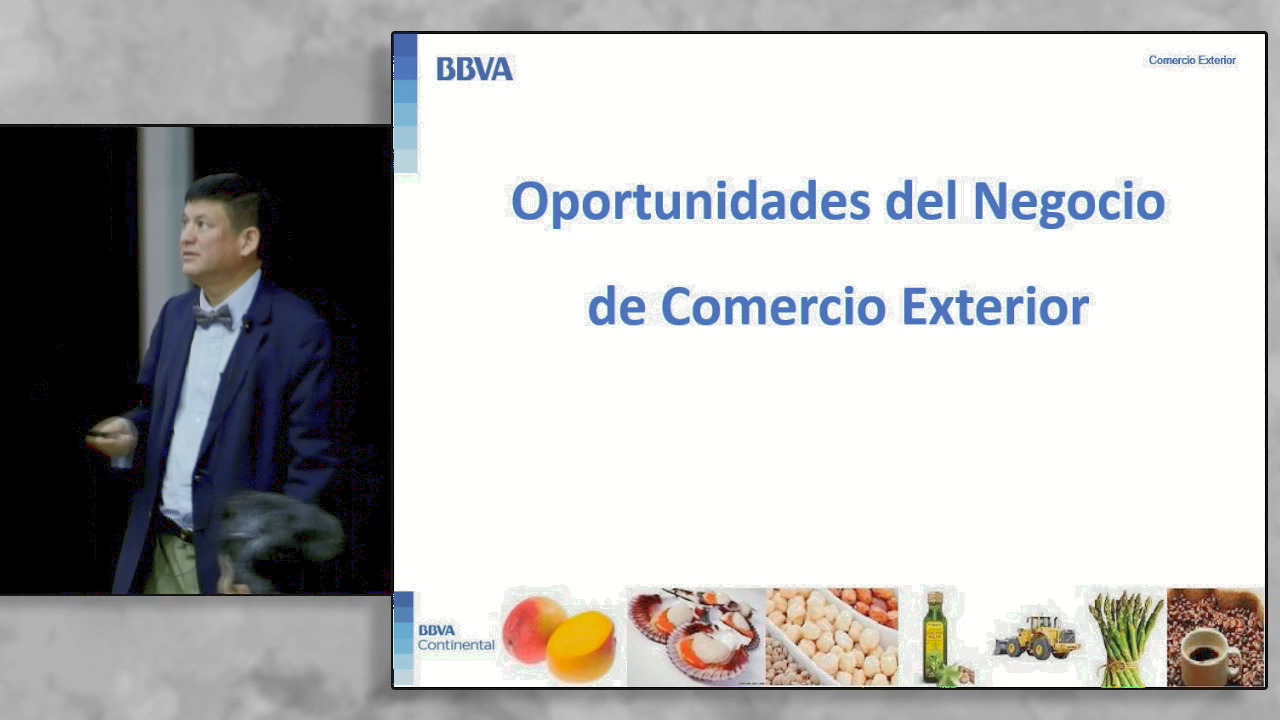 BBVA
Comercio Exterior
Oportunidades del Negocio
de Comercio Exterior
BBVA
Continental